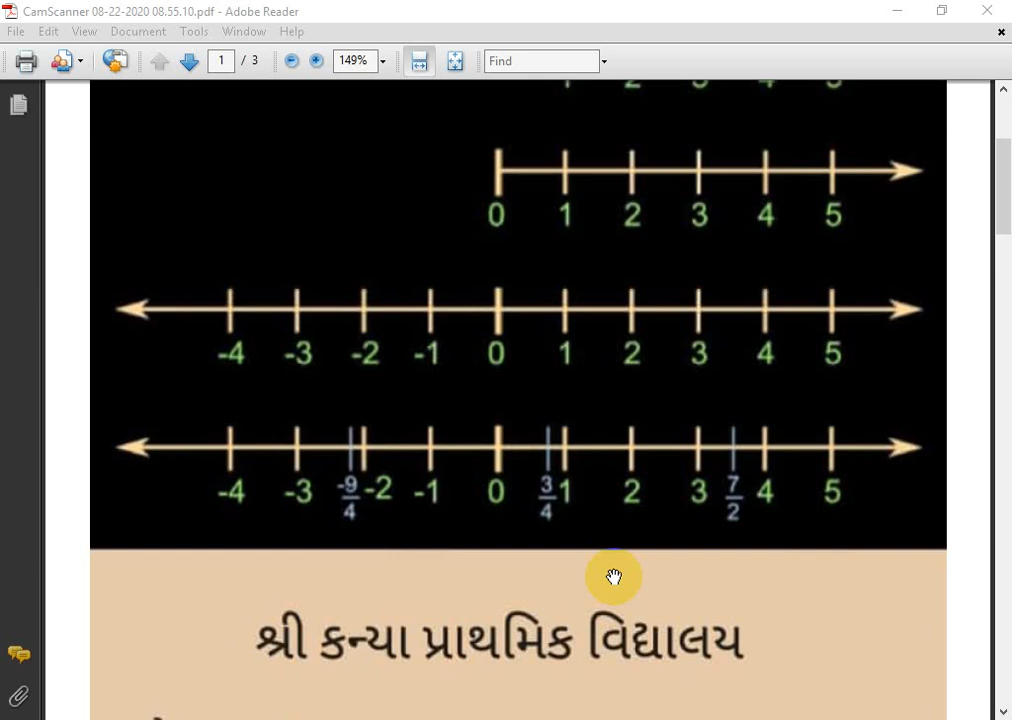 CamScanner 08-22-2020 08.55.10.pdf - Adobe Reader
File Edit View Document Tools Window Help
1 / 3 149% Find
0 1 2 3 4 5
-4 -3 -2 -1 0 1 2 3 4 5
-4 -3 -9/4 -2 -1 0 3/4 1 2 3 7/2 4 5
શ્રી કન્યા પ્રાથમિક વિદ્યાલય